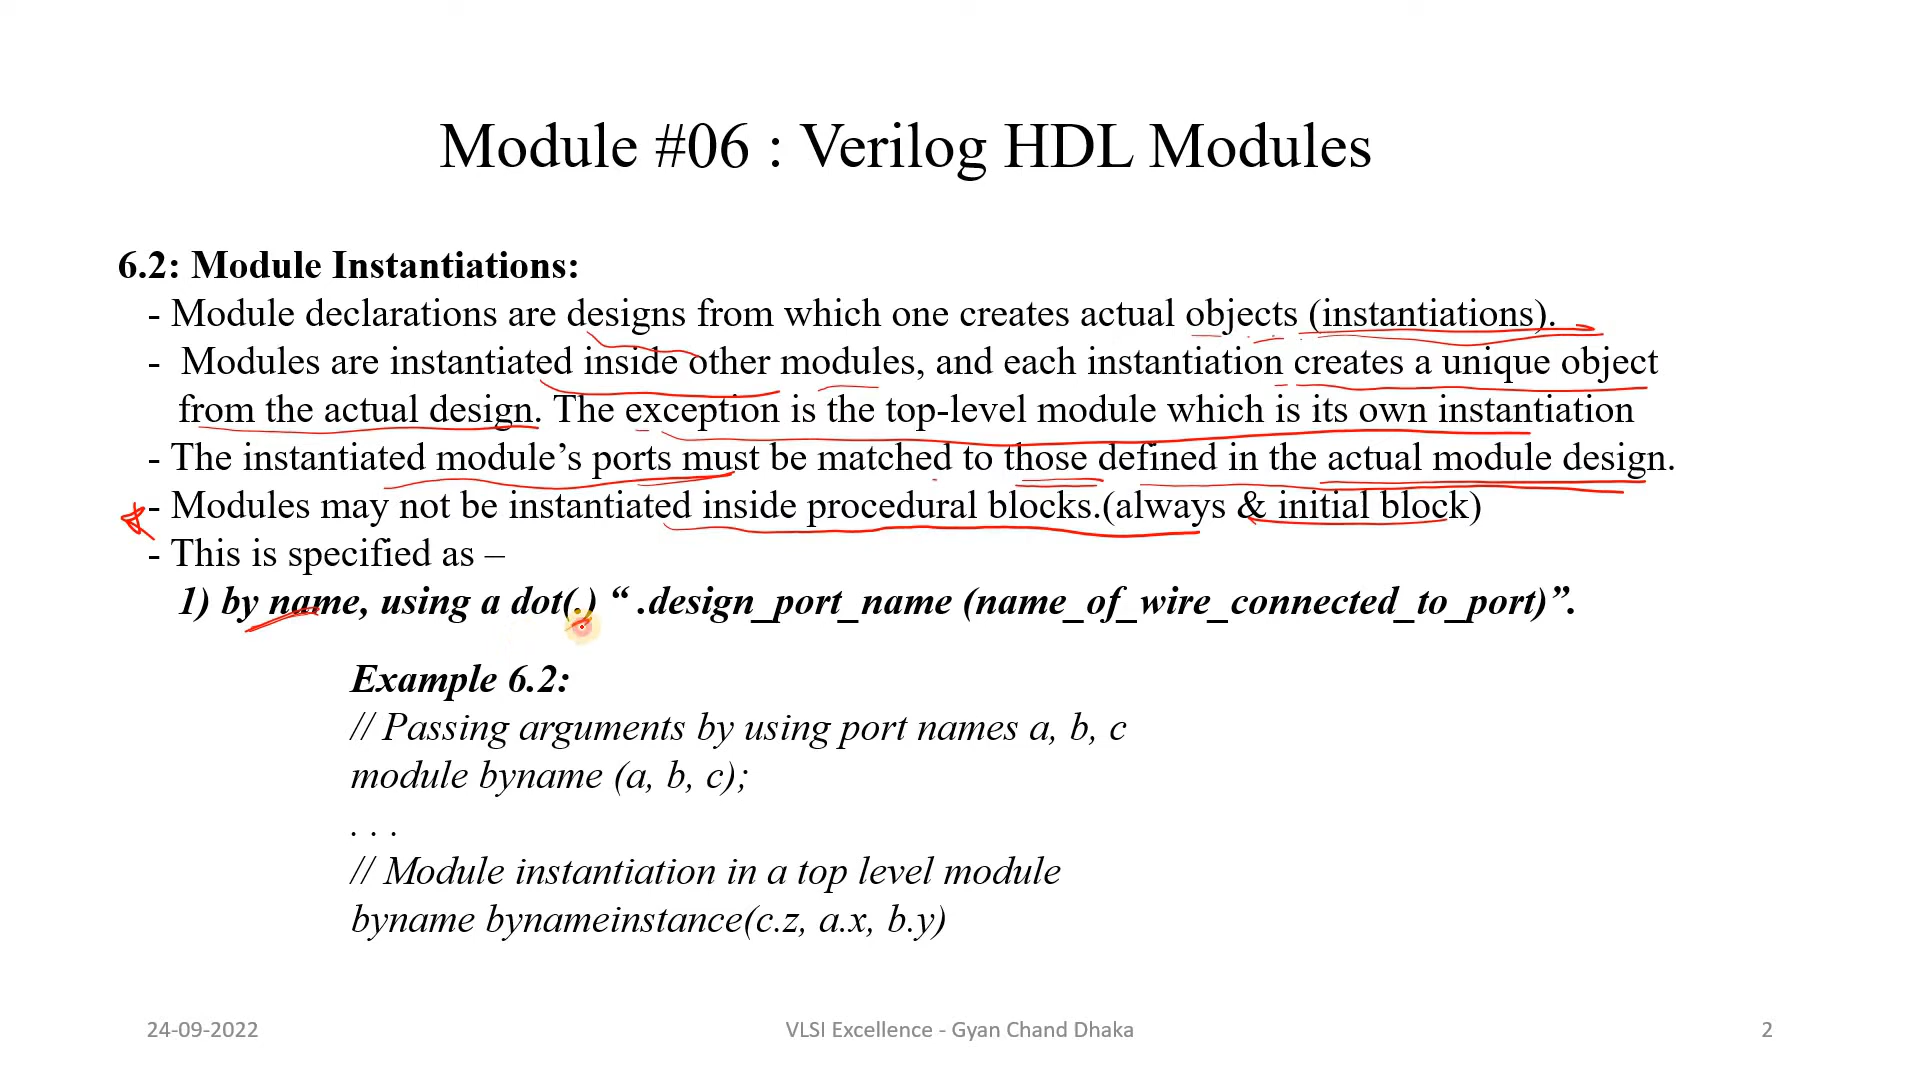 Module #06 : Verilog HDL Modules
6.2: Module Instantiations:
- Module declarations are designs from which one creates actual objects (instantiations).
- Modules are instantiated inside other modules, and each instantiation creates a unique object
from the actual design. The exception is the top-level module which is its own instantiation
- The instantiated module’s ports must be matched to those defined in the actual module design.
- Modules may not be instantiated inside procedural blocks.(always & initial block)
- This is specified as –
1) by name, using a dot(.) “ .design_port_name (name_of_wire_connected_to_port)”.
Example 6.2:
// Passing arguments by using port names a, b, c
module byname (a, b, c);
. . .
// Module instantiation in a top level module
byname bynameinstance(c.z, a.x, b.y)
24-09-2022
VLSI Excellence - Gyan Chand Dhaka
2